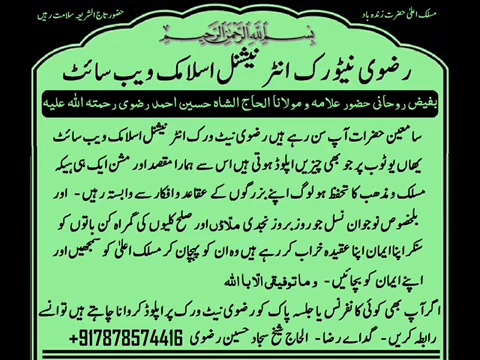 مسلک اعلیٰ حضرت زندہ باد
حضور تاج الشریعہ سلامت رہیں
بسم اللہ الرحمن الرحیم
رضوی نیٹورک انٹرنیشنل اسلامک ویب سائٹ
بفیض روحانی حضور علامہ و مولانا الحاج الشاہ حسین احمد رضوی رحمتہ اللہ علیہ
سامعین حضرات آپ سن رہے ہیں رضوی نیٹ ورک انٹرنیشنل اسلامک ویب سائٹ
یہاں یوٹوب پر جو بھی چیزیں اپلوڈ ہوتی ہیں اس سے ہمارا مقصد اور مشن ایک ہی ہیکہ
مسلک و مذہب کا تحفظ ہو لوگ اپنے بزرگوں کے عقائد و افکار سے وابستہ رہیں - اور
بلخصوص نوجوان نسل جو روز بروز نجدی ملاؤں اور صلح کلیوں کی گمراہ کن باتوں کو
سنکر اپنا ایمان اپنا عقیدہ خراب کر رہے ہیں وہ ان کو پہچان کر مسلک اعلیٰ کو سمجھیں اور
اپنے ایمان کو بچائیں - وما توفیقی الا باللہ
اگر آپ بھی کوئی کانفرنس یا جلسہ پاک کو رضوی نیٹ ورک پر اپلوڈ کروانا چاہتے ہیں تو انسے
رابطہ کریں - گدائے رضا - الحاج شیخ سجاد حسین رضوی +917878574416